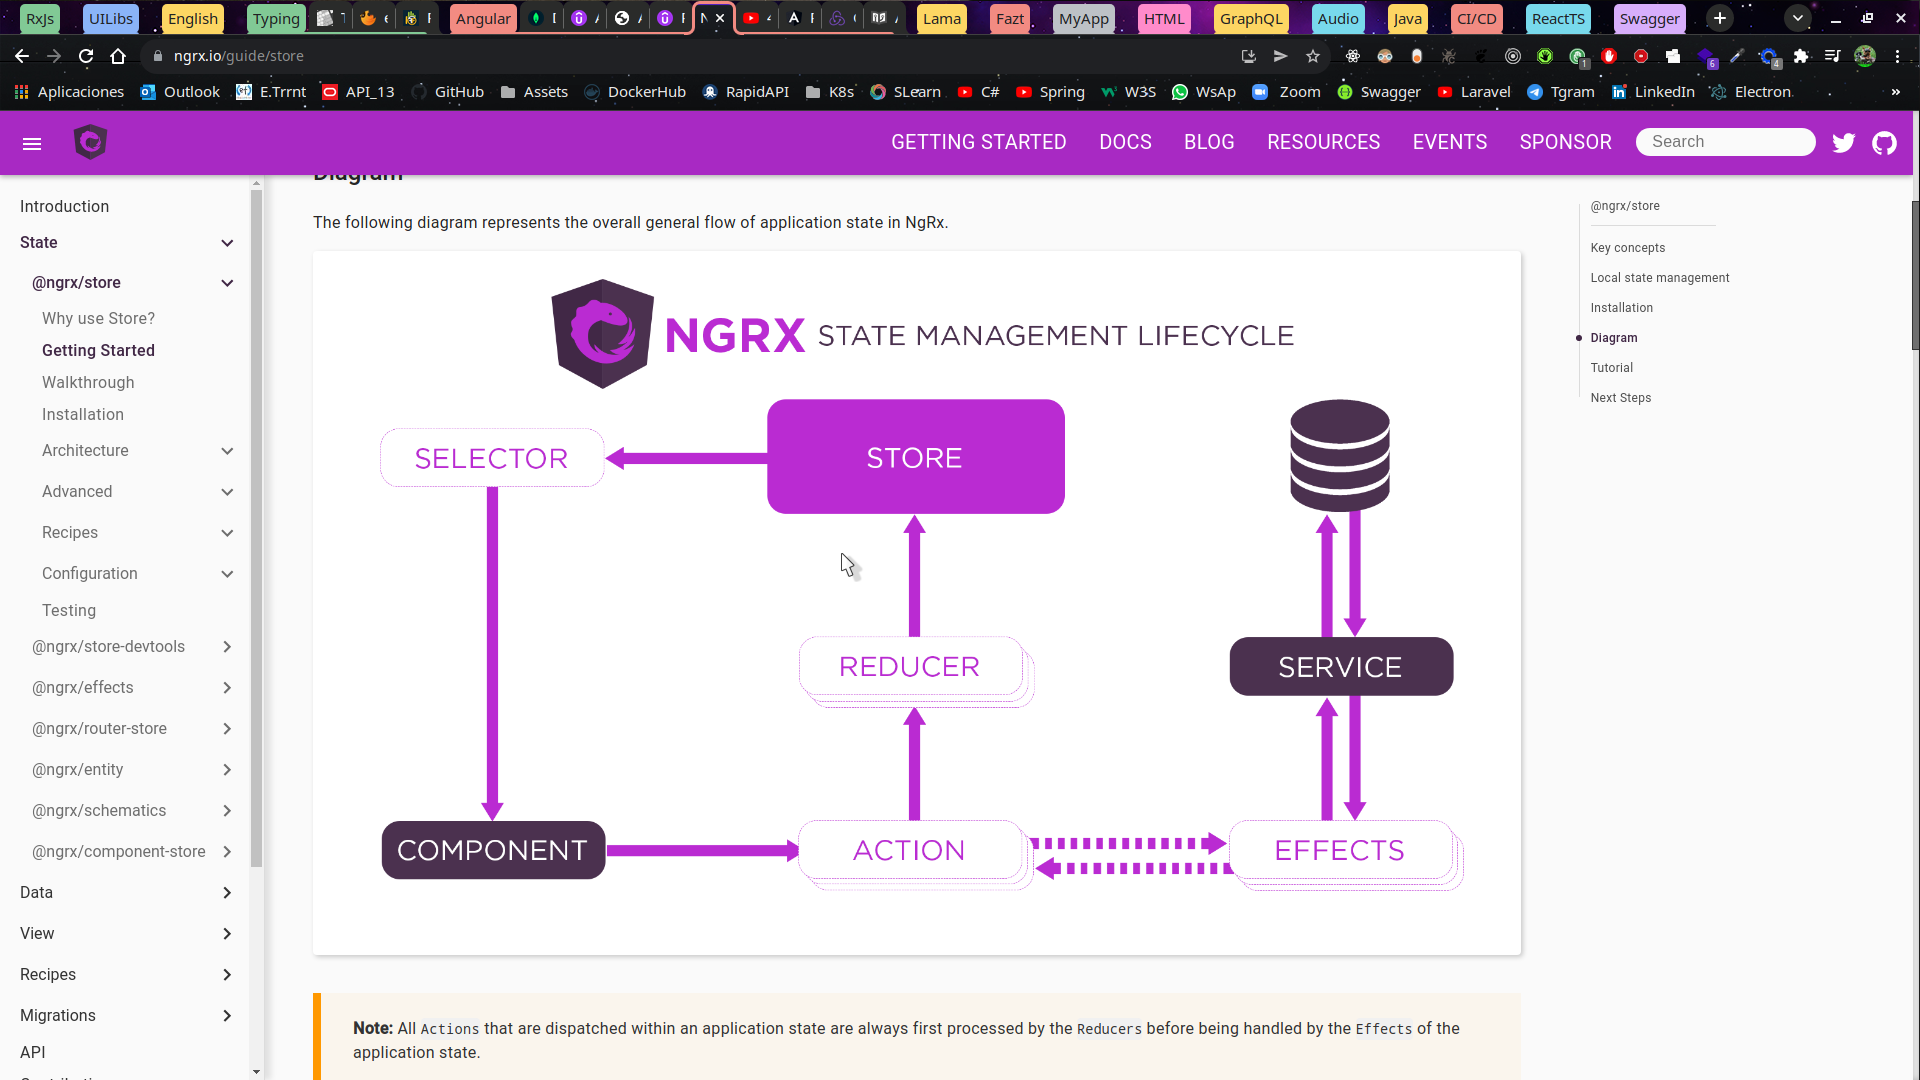 RxJs UILibs English Typing Angular Lama Fazt MyApp HTML GraphQL Audio Java CI/CD ReactTS Swagger
ngrx.io/guide/store
1 6 4
Aplicaciones Outlook E.Trrnt API_13 GitHub Assets DockerHub RapidAPI K8s SLearn C# Spring W3S WsAp Zoom Swagger Laravel Tgram LinkedIn Electron
GETTING STARTED DOCS BLOG RESOURCES EVENTS SPONSOR Search
Introduction
State
@ngrx/store
Why use Store?
Getting Started
Walkthrough
Installation
Architecture
Advanced
Recipes
Configuration
Testing
@ngrx/store-devtools
@ngrx/effects
@ngrx/router-store
@ngrx/entity
@ngrx/schematics
@ngrx/component-store
Data
View
Recipes
Migrations
API
Diagram
The following diagram represents the overall general flow of application state in NgRx.
NGRX STATE MANAGEMENT LIFECYCLE
SELECTOR
STORE
REDUCER
SERVICE
COMPONENT
ACTION
EFFECTS
Note: All Actions that are dispatched within an application state are always first processed by the Reducers before being handled by the Effects of the
application state.
@ngrx/store
Key concepts
Local state management
Installation
Diagram
Tutorial
Next Steps